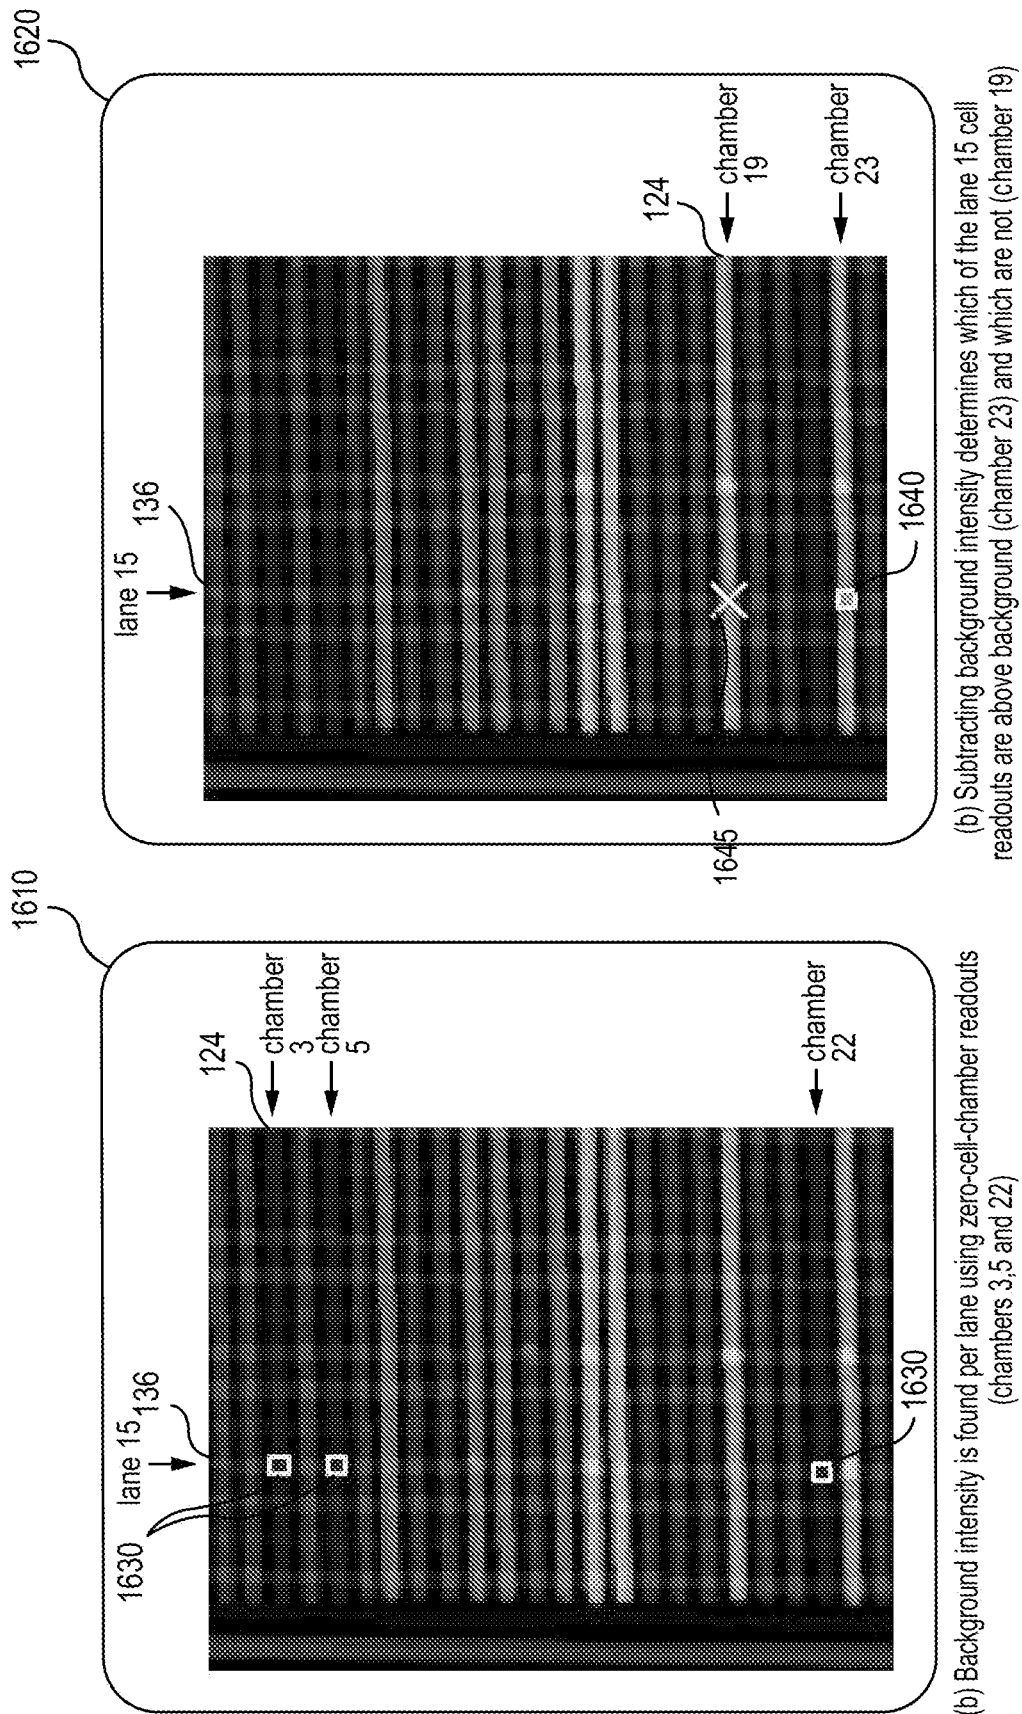 1610
lane 15
136
124
chamber
3
chamber
5
1630
chamber
22
1630
(b) Background intensity is found per lane using zero-cell-chamber readouts
(chambers 3,5 and 22)
1620
lane 15
136
124
chamber
19
chamber
23
1645
1640
(b) Subtracting background intensity determines which of the lane 15 cell
readouts are above background (chamber 23) and which are not (chamber 19)